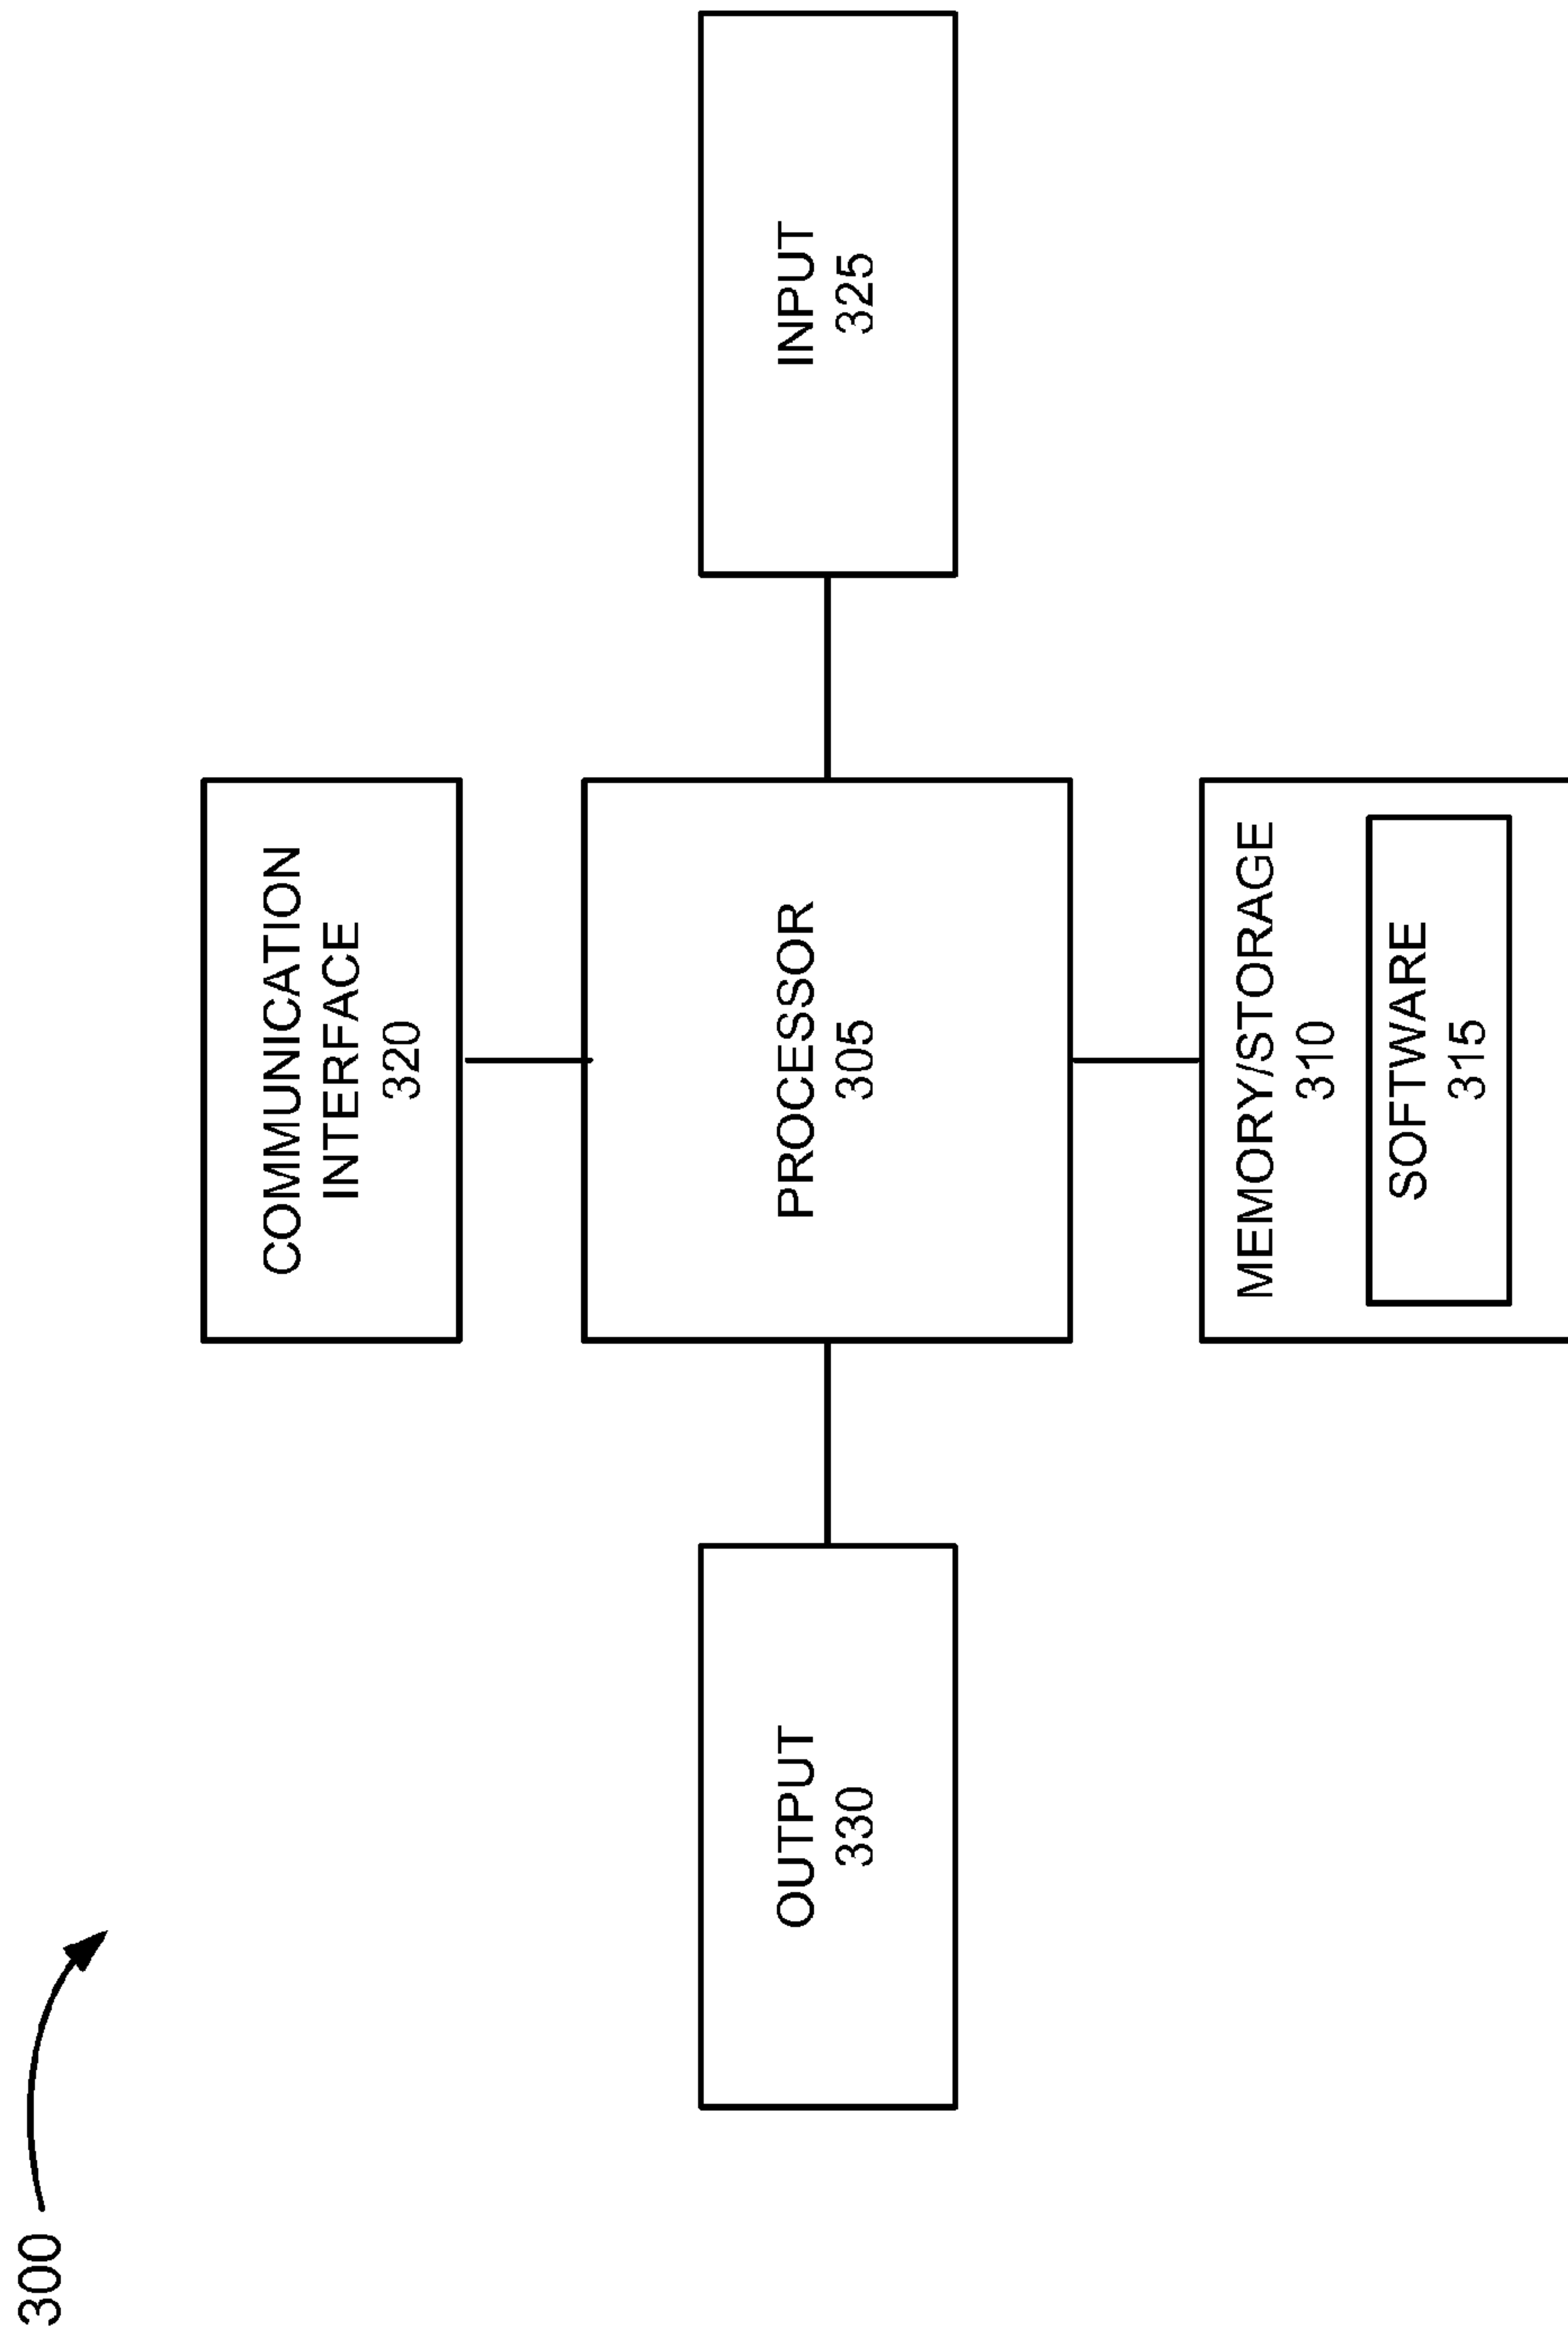 300
COMMUNICATION
INTERFACE
320
OUTPUT
330
PROCESSOR
305
INPUT
325
MEMORY/STORAGE
310
SOFTWARE
315